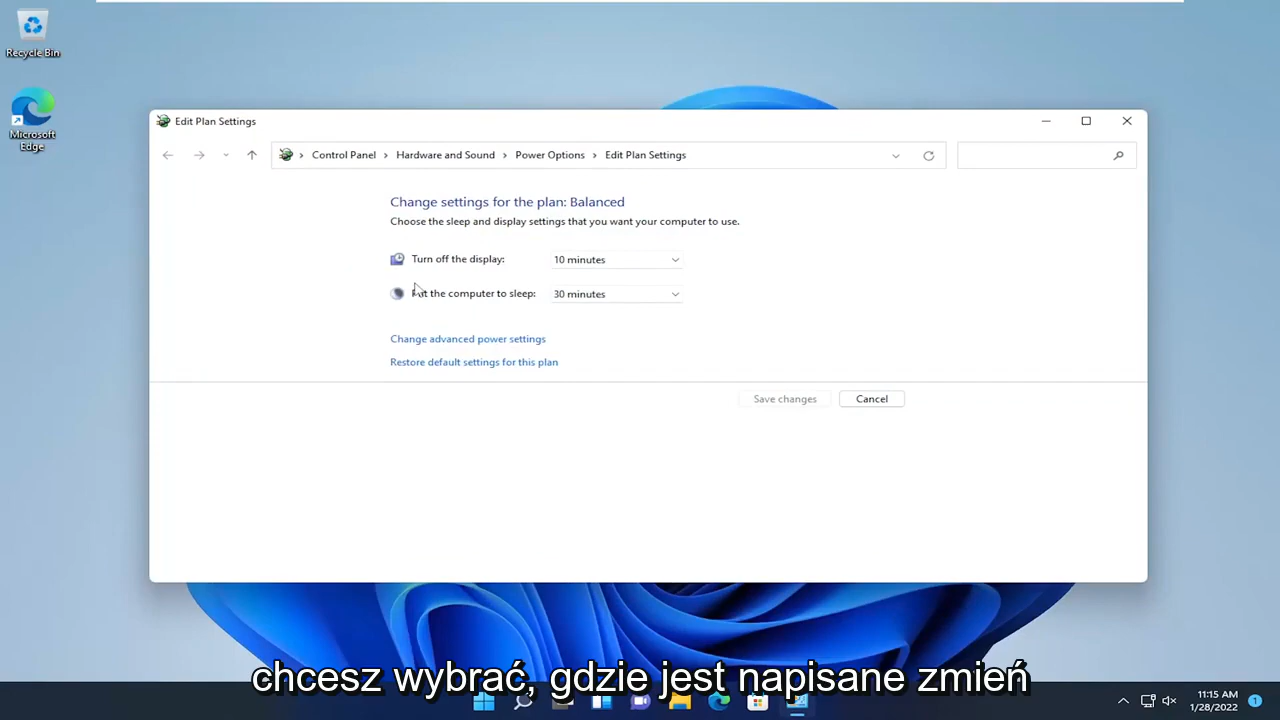 Recycle Bin
Microsoft
Edge
Edit Plan Settings
Control Panel > Hardware and Sound > Power Options > Edit Plan Settings
Change settings for the plan: Balanced
Choose the sleep and display settings that you want your computer to use.
Turn off the display: 10 minutes
the computer to sleep: 30 minutes
Change advanced power settings
Restore default settings for this plan
Save changes Cancel
chcesz wybrać, gdzie jest napisane zmień
11:15 AM
1/28/2022
1